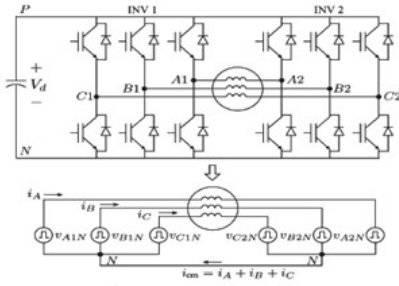 P INV 1 INV 2
+
V_d
−
A1 A2
B1 B2
C1 C2
N
i_A
i_B
i_C
v_A1N v_B1N v_C1N v_C2N v_B2N v_A2N
N N
i_cm = i_A + i_B + i_C